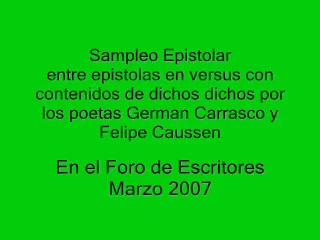 Sampleo Epistolar
entre epistolas en versus con
contenidos de dichos dichos por
los poetas German Carrasco y
Felipe Caussen
En el Foro de Escritores
Marzo 2007